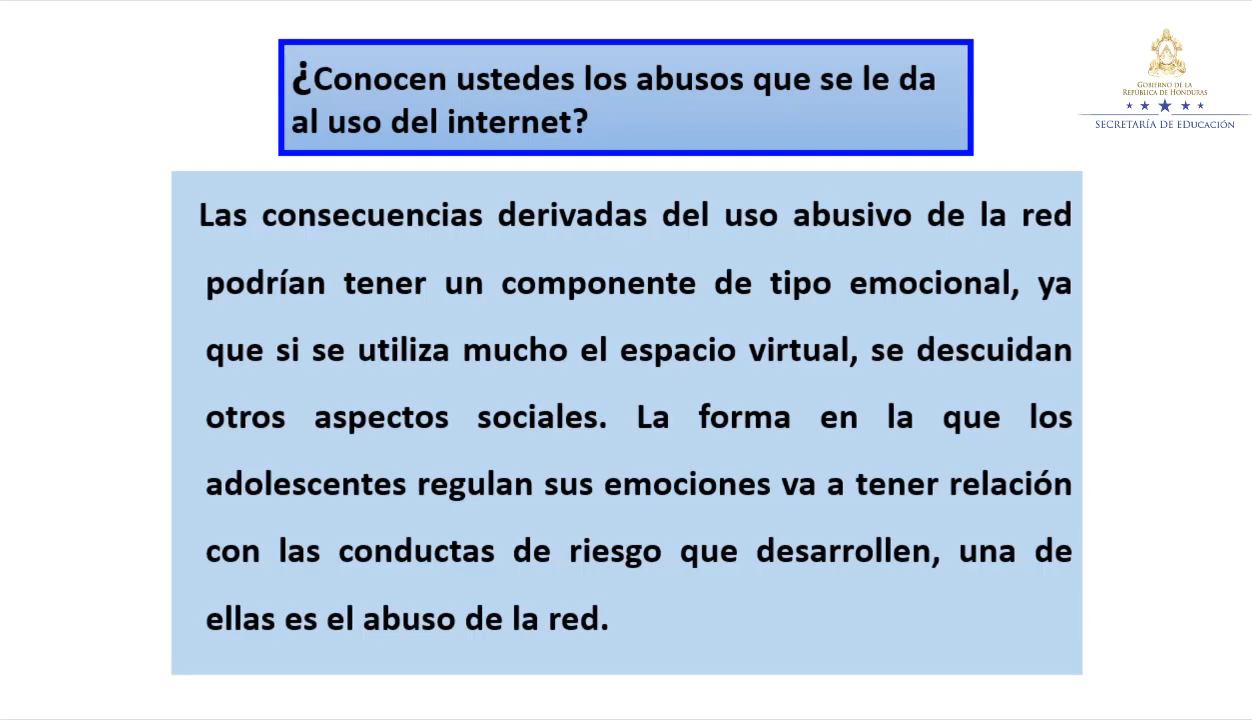 ¿Conocen ustedes los abusos que se le da
al uso del internet?
GOBIERNO DE LA
REPÚBLICA DE HONDURAS
SECRETARÍA DE EDUCACIÓN
Las consecuencias derivadas del uso abusivo de la red
podrían tener un componente de tipo emocional, ya
que si se utiliza mucho el espacio virtual, se descuidan
otros aspectos sociales. La forma en la que los
adolescentes regulan sus emociones va a tener relación
con las conductas de riesgo que desarrollen, una de
ellas es el abuso de la red.